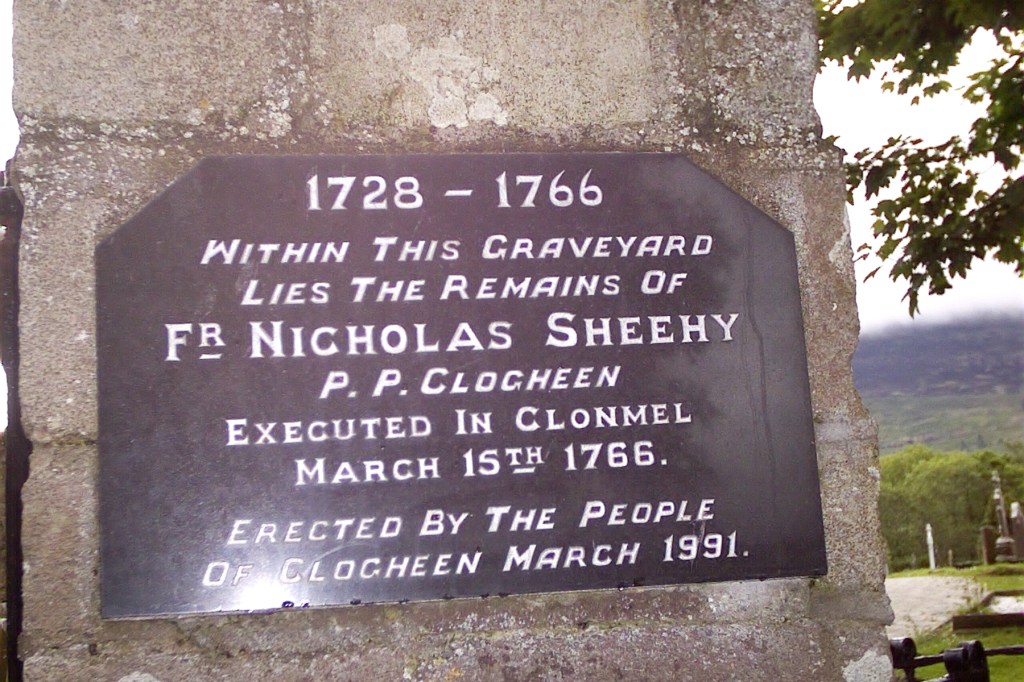 1728 – 1766
WITHIN THIS GRAVEYARD
LIES THE REMAINS OF
FR NICHOLAS SHEEHY
P. P. CLOGHEEN
EXECUTED IN CLONMEL
MARCH 15TH 1766.
ERECTED BY THE PEOPLE
OF CLOGHEEN MARCH 1991.